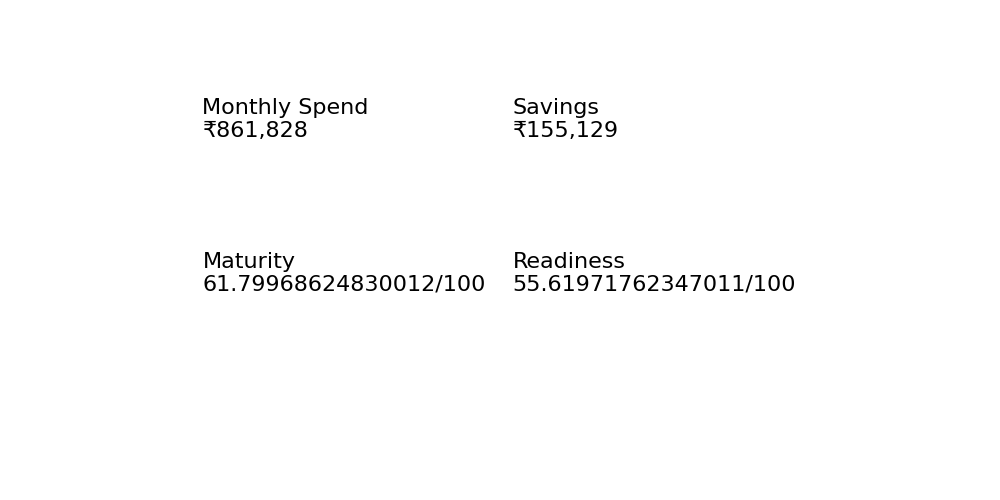 Monthly Spend
₹861,828
Savings
₹155,129
Maturity
61.79968624830012/100
Readiness
55.61971762347011/100